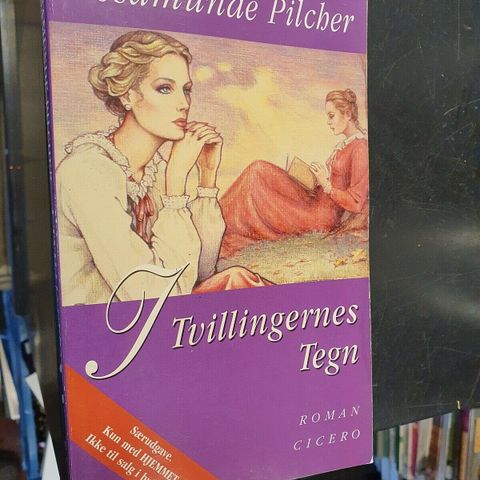 Pilcher
I Tvillingernes
Tegn
ROMAN
CICERO
Særudgave.
Kun med HJEMMET
Ikke til salg i